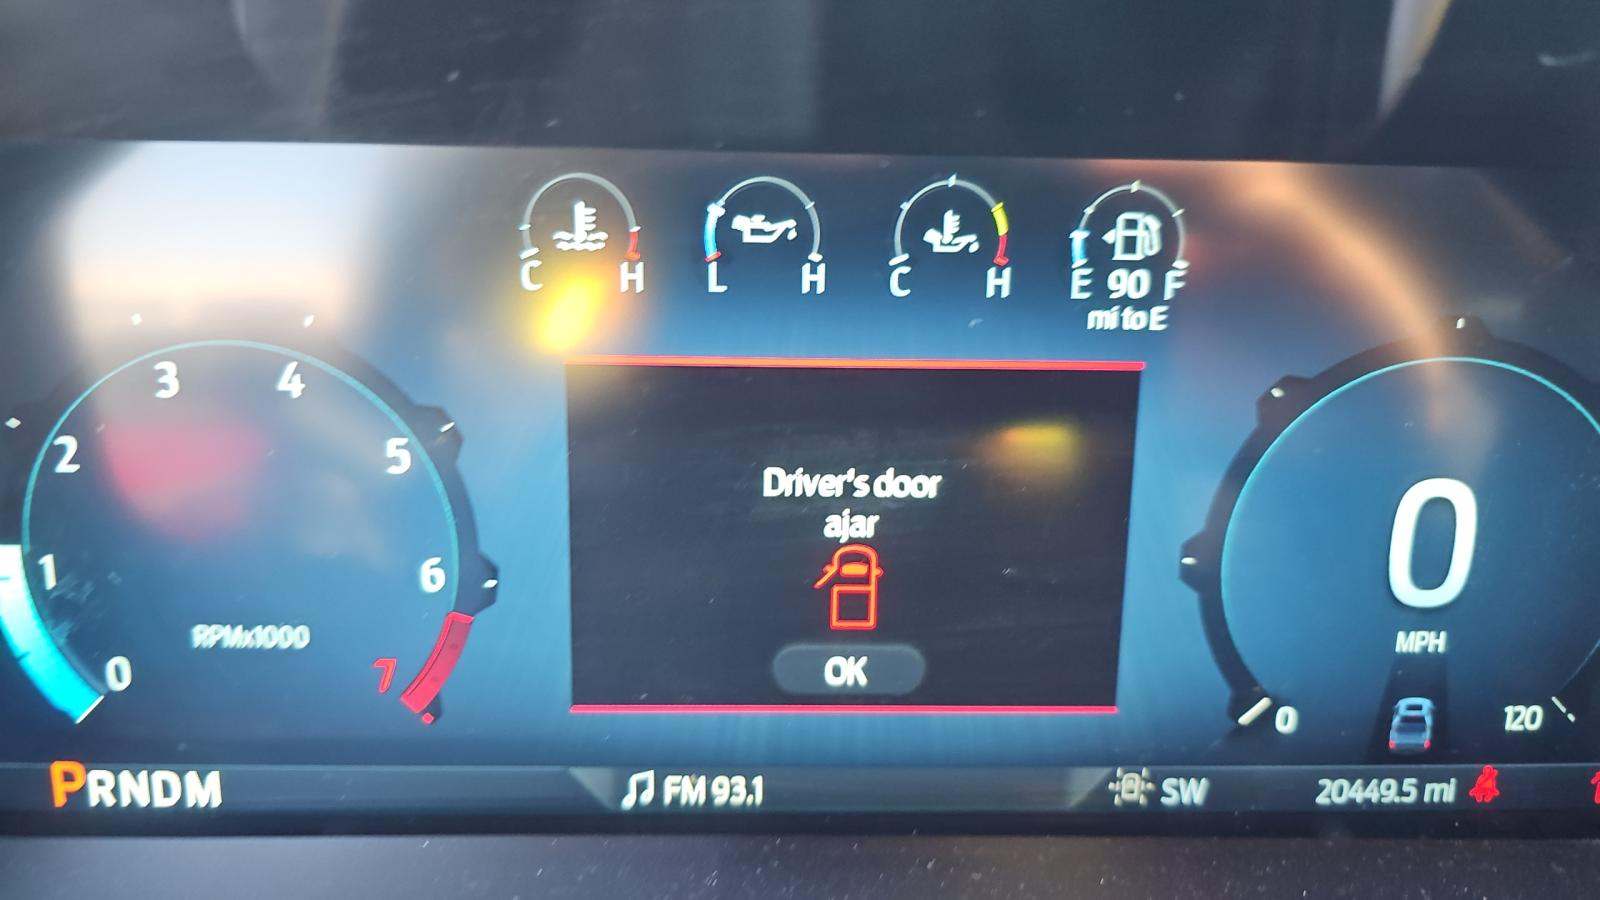 C H
L H
C H
E 90 F
mi to E
3 4
2 5
1 6
RPMx1000
0 7
Driver's door
ajar
OK
0
MPH
0 120
PRNDM
FM 93.1
SW
20449.5 mi